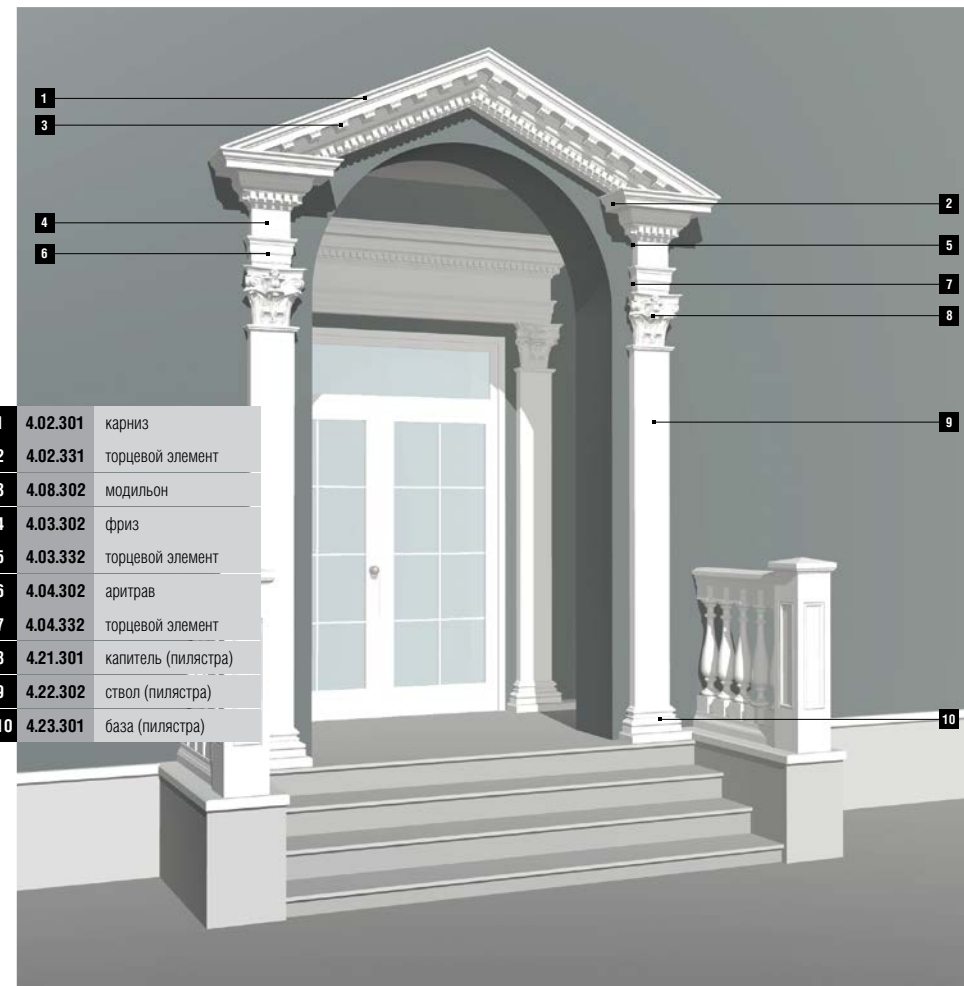 1
3
4
6
2
5
7
8
9
10
1 4.02.301 карниз
2 4.02.331 торцевой элемент
3 4.08.302 модильон
4 4.03.302 фриз
5 4.03.332 торцевой элемент
6 4.04.302 аритрав
7 4.04.332 торцевой элемент
8 4.21.301 капитель (пилястра)
9 4.22.302 ствол (пилястра)
10 4.23.301 база (пилястра)